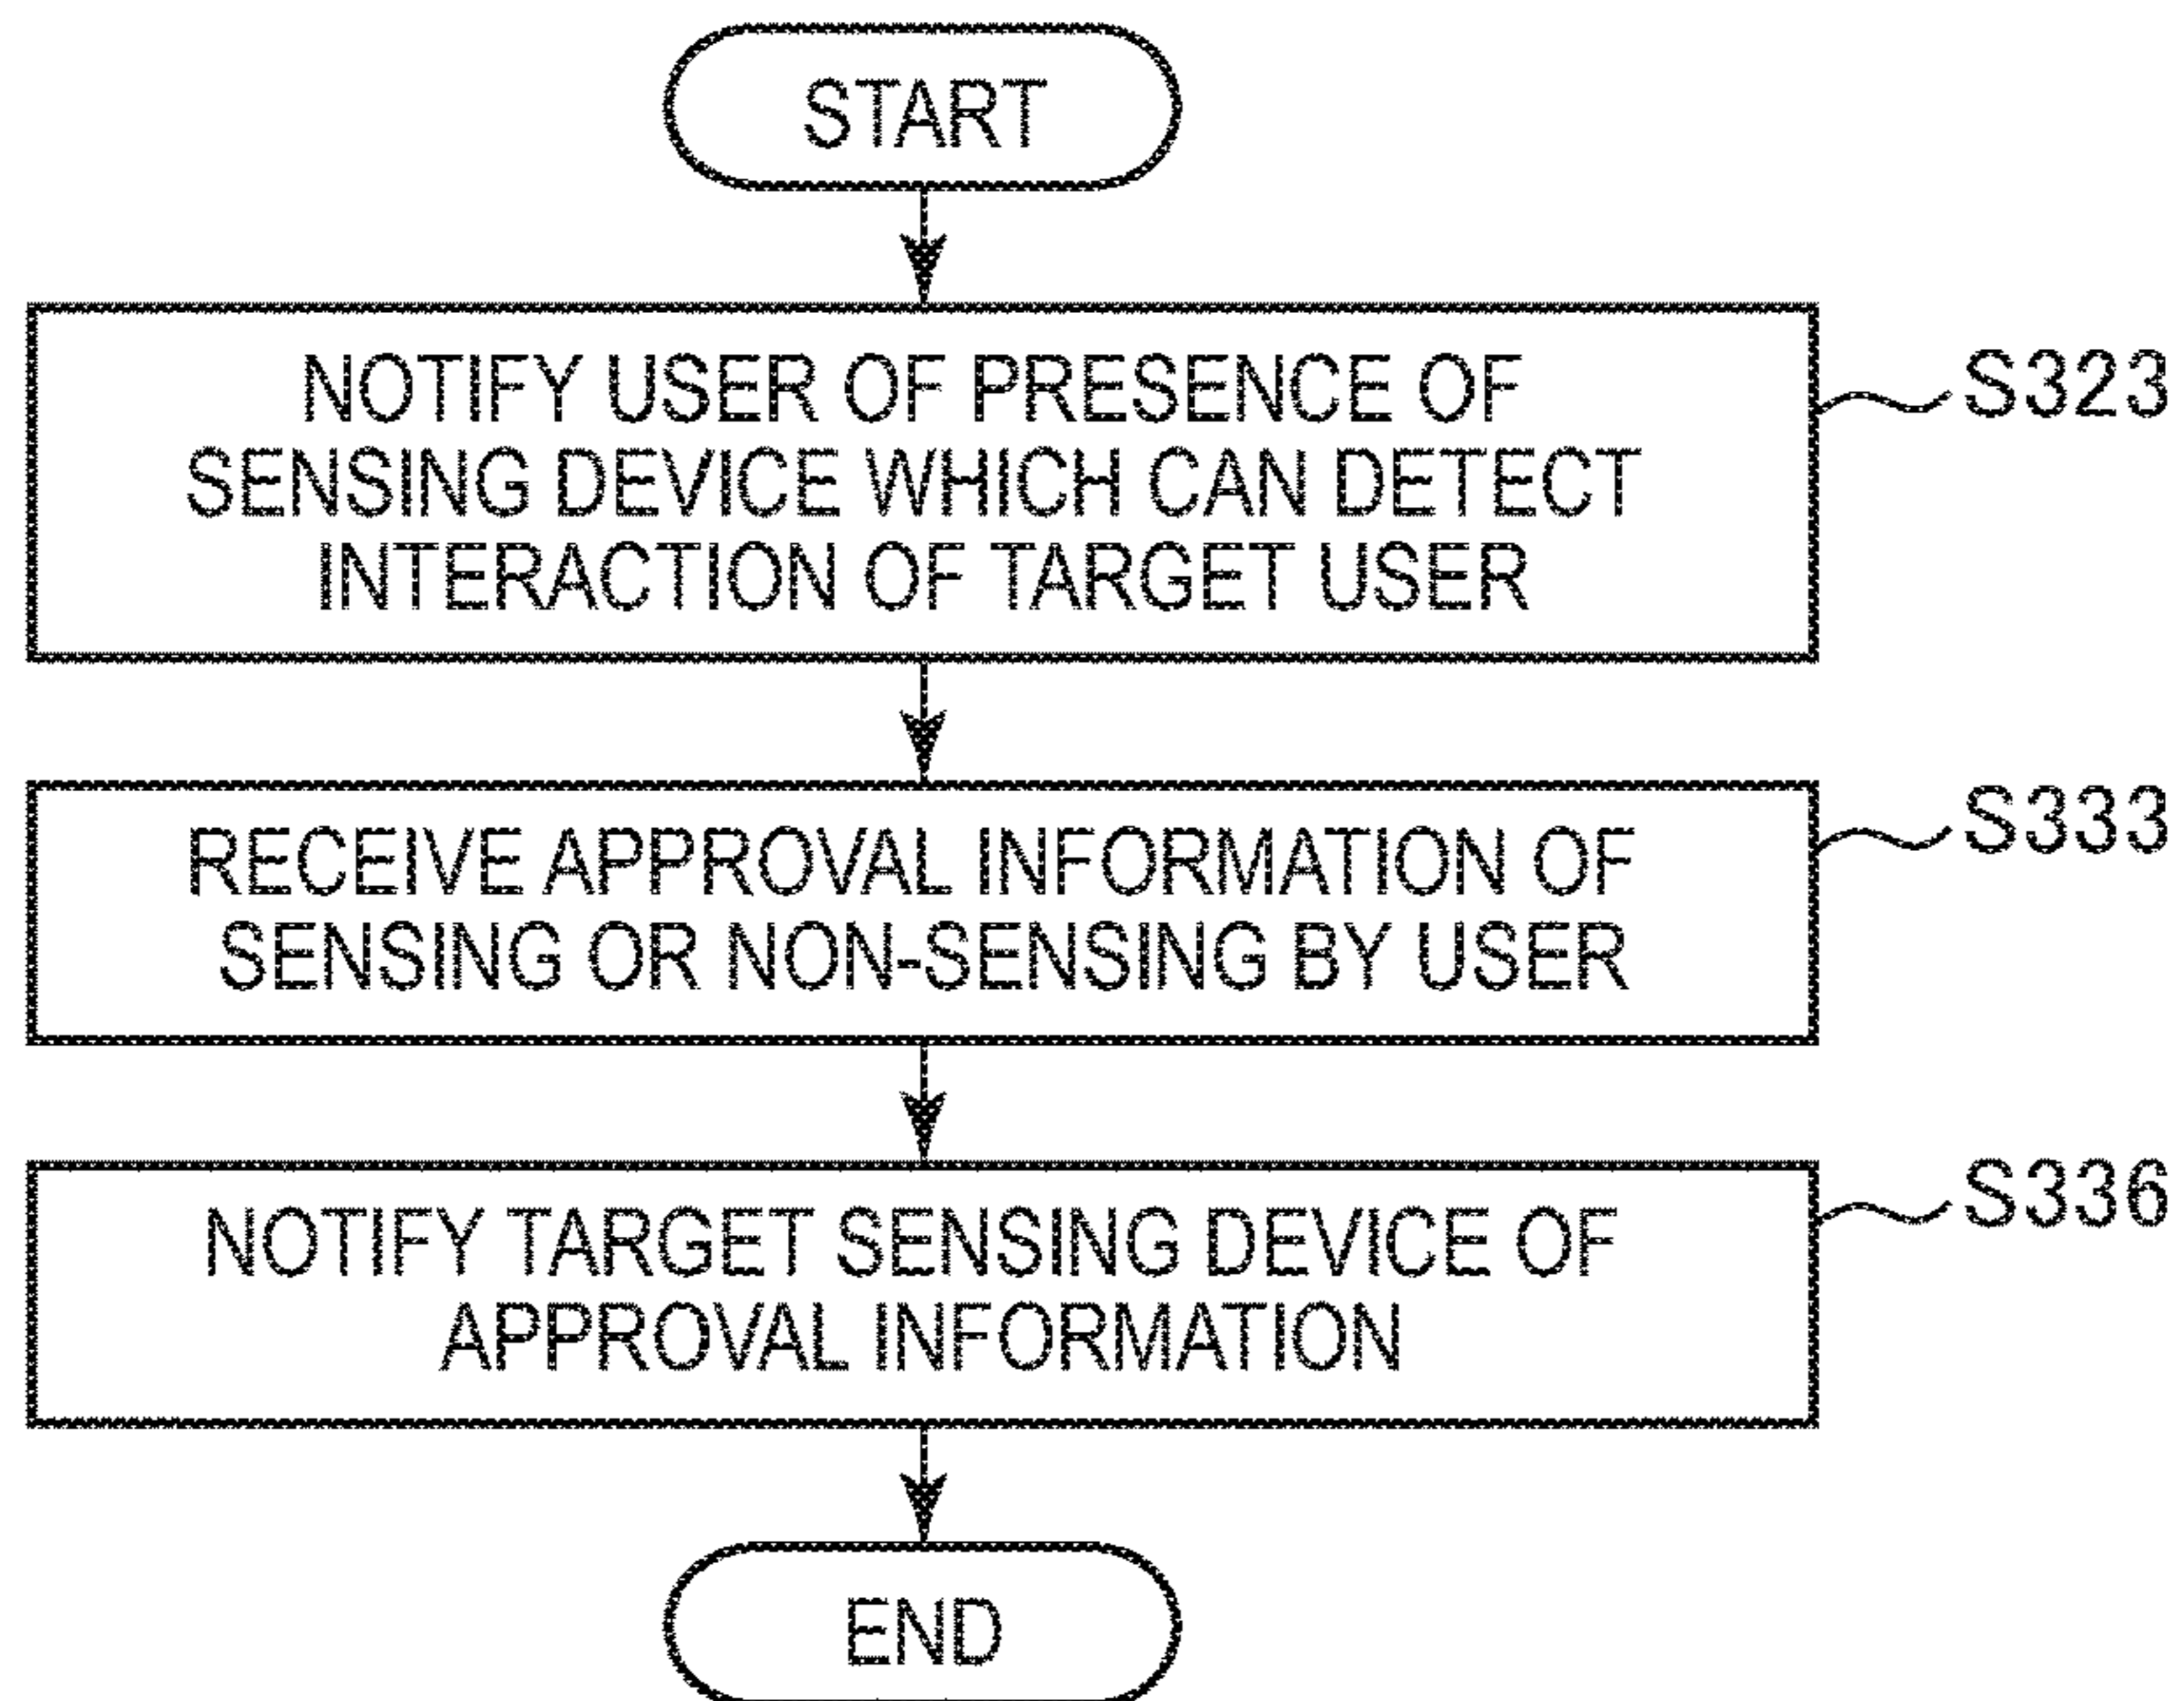 START
NOTIFY USER OF PRESENCE OF
SENSING DEVICE WHICH CAN DETECT
INTERACTION OF TARGET USER
S323
RECEIVE APPROVAL INFORMATION OF
SENSING OR NON-SENSING BY USER
S333
NOTIFY TARGET SENSING DEVICE OF
APPROVAL INFORMATION
S336
END